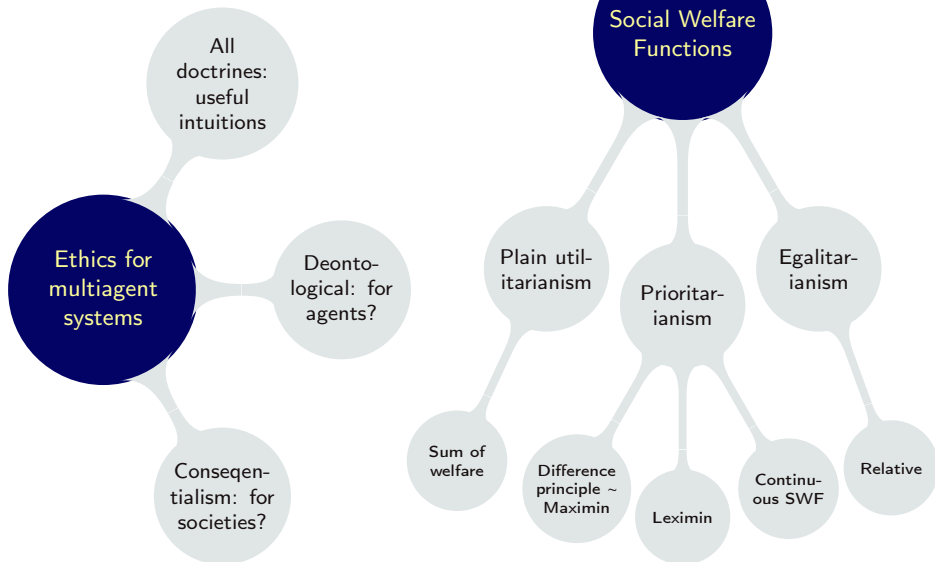 All
doctrines:
useful
intuitions
Ethics for
multiagent
systems
Deonto-
logical: for
agents?
Conseqen-
tialism: for
societies?
Social Welfare
Functions
Plain util-
itarianism
Prioritar-
ianism
Egalitar-
ianism
Sum of
welfare
Difference
principle ~
Maximin
Leximin
Continu-
ous SWF
Relative